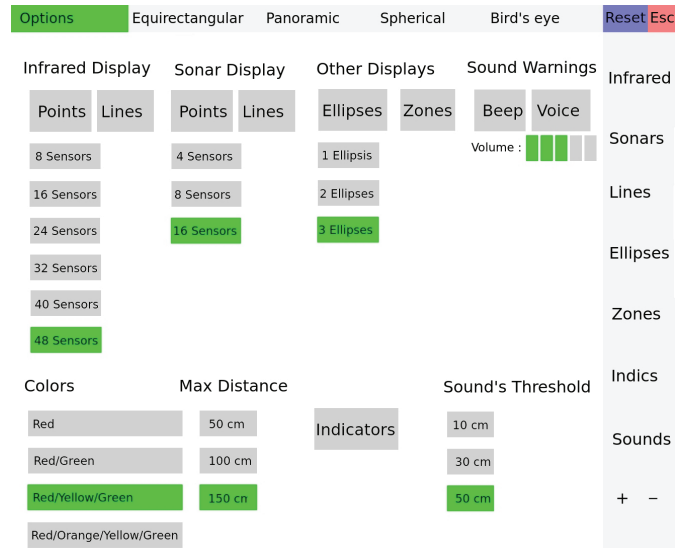 Options Equirectangular Panoramic Spherical Bird's eye Reset Esc
Infrared Display Sonar Display Other Displays Sound Warnings Infrared
Points Lines Points Lines Ellipses Zones Beep Voice
Volume : Sonars
8 Sensors 4 Sensors 1 Ellipsis
16 Sensors 8 Sensors 2 Ellipses Lines
24 Sensors 16 Sensors 3 Ellipses
32 Sensors Ellipses
40 Sensors Zones
48 Sensors
Colors Max Distance Sound's Threshold Indics
Red 50 cm Indicators 10 cm
Red/Green 100 cm 30 cm Sounds
Red/Yellow/Green 150 cm 50 cm + −
Red/Orange/Yellow/Green